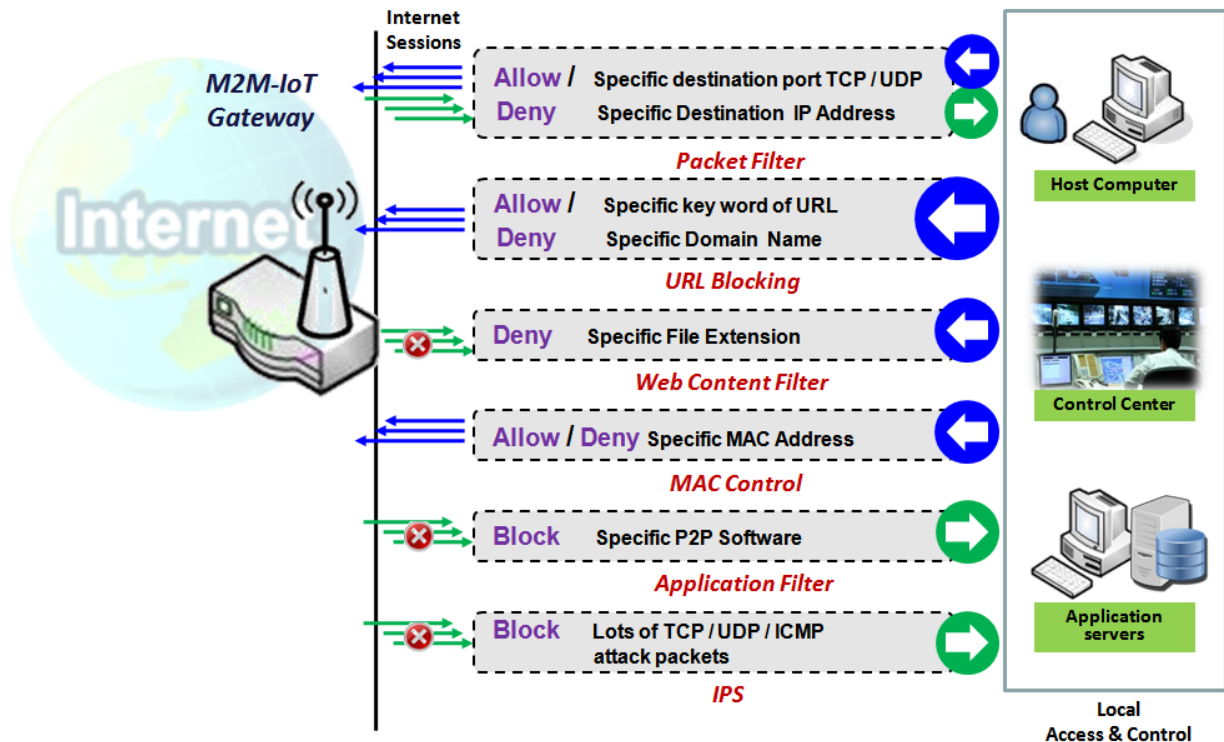 Internet
Sessions
M2M-IoT
Gateway
Internet
Allow / Specific destination port TCP / UDP
Deny Specific Destination IP Address
Packet Filter
Allow / Specific key word of URL
Deny Specific Domain Name
URL Blocking
Deny Specific File Extension
Web Content Filter
Allow / Deny Specific MAC Address
MAC Control
Block Specific P2P Software
Application Filter
Block Lots of TCP / UDP / ICMP
attack packets
IPS
Host Computer
Control Center
Application
servers
Local
Access & Control